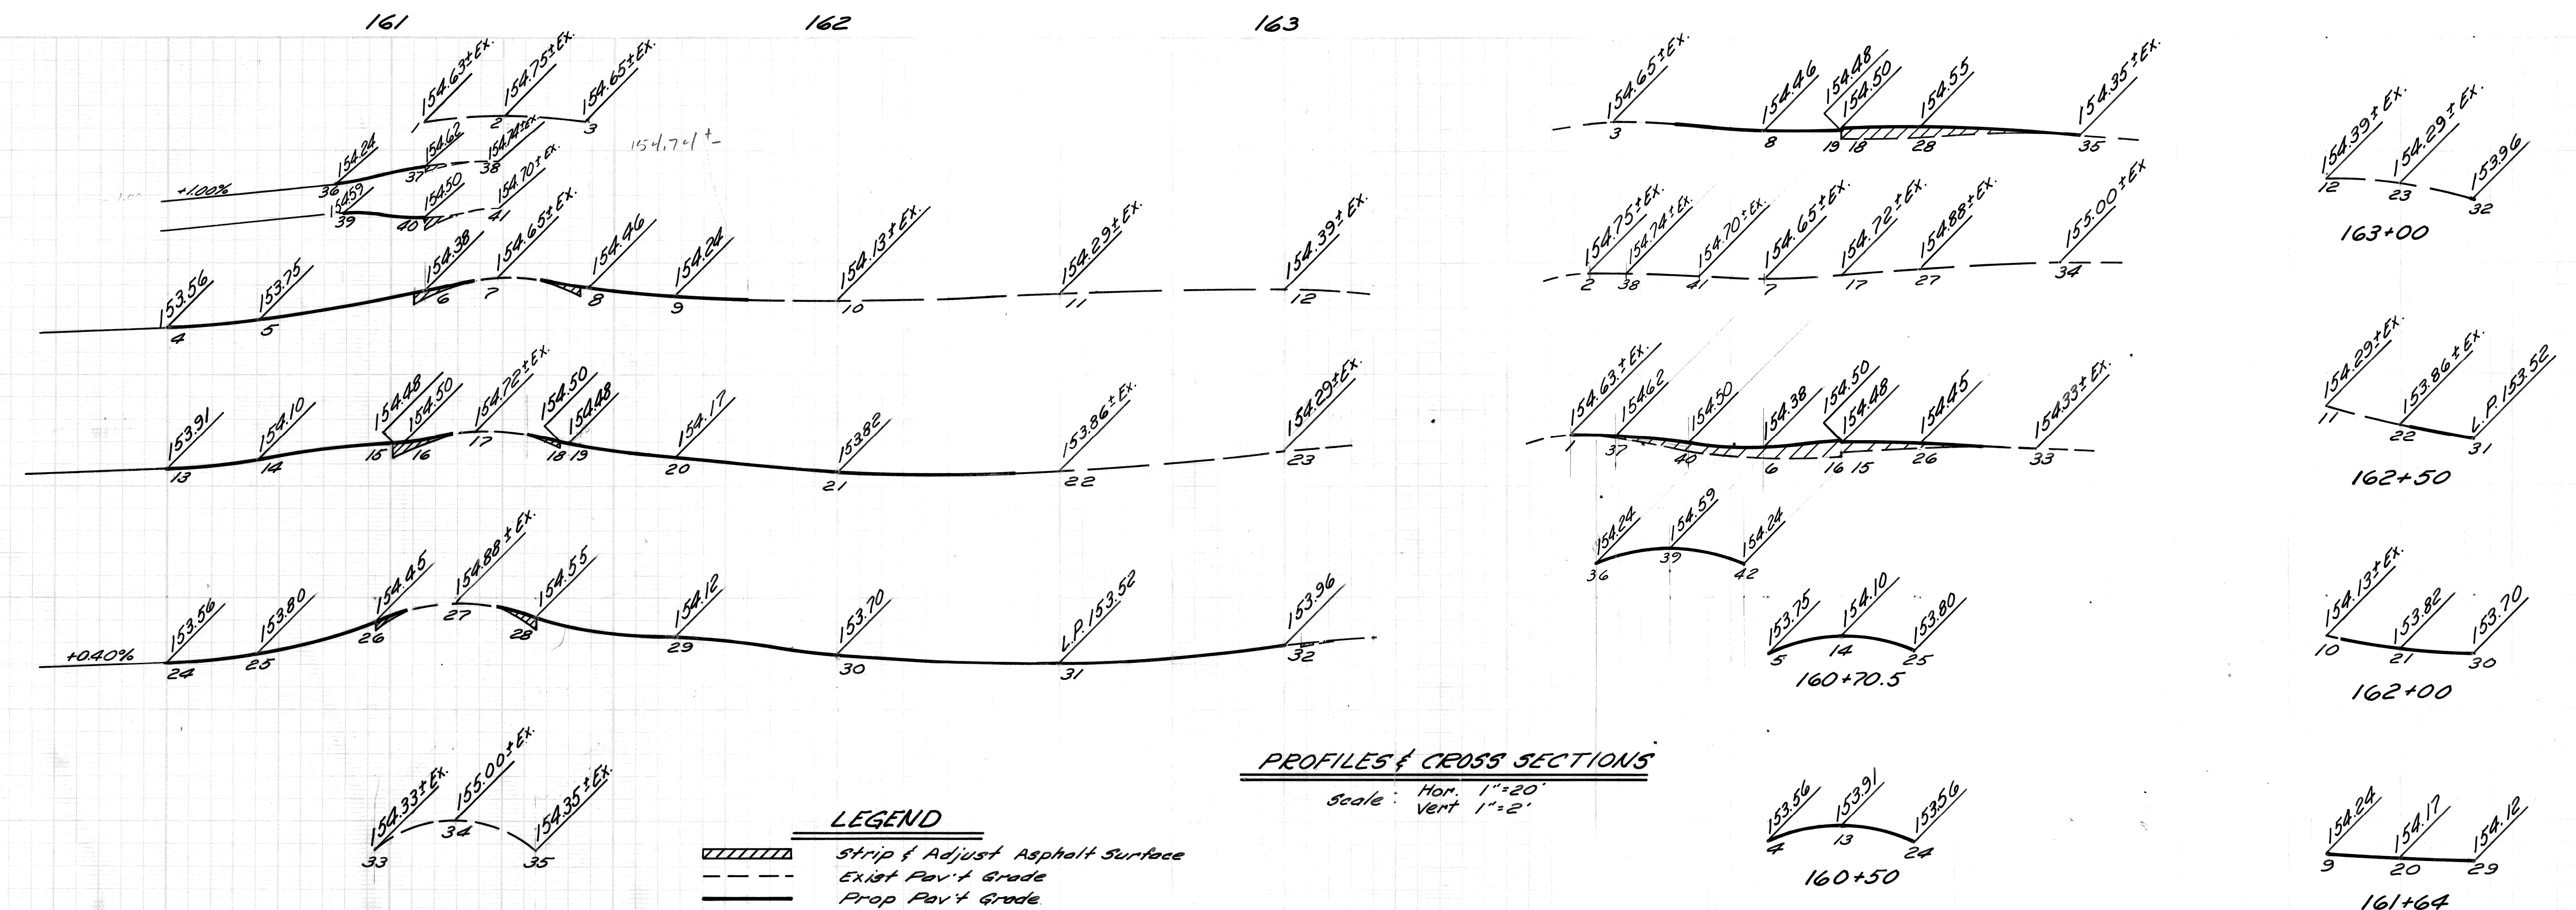 161 162 163
154.63±Ex. 154.75±Ex. 154.65±Ex.
1 2 3
154.74±
154.24 154.62 154.74±Ex.
+1.00% 36 37 38
154.59 154.50 154.70±Ex.
39 40 41
153.56 153.75 154.38 154.65±Ex. 154.46 154.24 154.13±Ex. 154.29±Ex. 154.39±Ex.
4 5 6 7 8 9 10 11 12
153.91 154.10 154.48 154.50 154.72±Ex. 154.50 154.48 154.17 153.82 153.86±Ex. 154.29±Ex.
13 14 15 16 17 18 19 20 21 22 23
153.56 153.80 154.45 154.88±Ex. 154.55 154.12 153.70 L.P. 153.52 153.96
+0.40% 24 25 26 27 28 29 30 31 32
154.33±Ex. 155.00±Ex. 154.35±Ex.
33 34 35
LEGEND
Strip & Adjust Asphalt Surface
Exist Pav't Grade
Prop Pav't Grade
PROFILES & CROSS SECTIONS
Scale: Hor. 1"=20'
Vert 1"=2'
154.65±Ex. 154.46 154.48 154.50 154.55 154.35±Ex.
3 8 19 18 28 35
154.75±Ex. 154.74±Ex. 154.70±Ex. 154.65±Ex. 154.72±Ex. 154.88±Ex. 155.00±Ex
2 38 41 7 17 27 34
154.63±Ex. 154.62 154.50 154.38 154.50 154.48 154.45 154.33±Ex.
1 37 40 6 16 15 26 33
154.24 154.59 154.24
36 39 42
153.75 154.10 153.80
5 14 25
160+70.5
153.56 153.91 153.56
4 13 24
160+50
154.39±Ex. 154.29±Ex. 153.96
12 23 32
163+00
154.29±Ex. 153.86±Ex. L.P. 153.52
11 22 31
162+50
154.13±Ex. 153.82 153.70
10 21 30
162+00
154.24 154.17 154.12
9 20 29
161+64